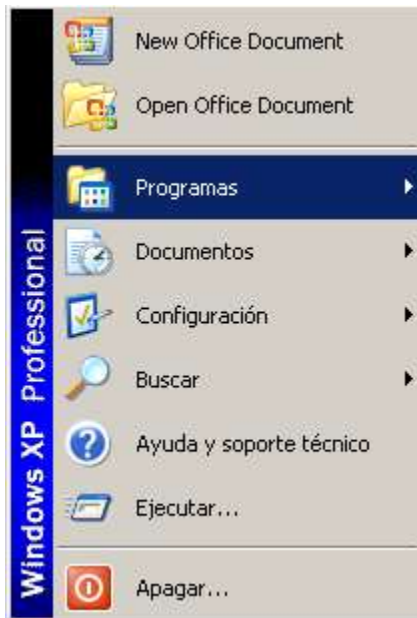 New Office Document
Open Office Document
Programas
Documentos
Configuración
Buscar
Ayuda y soporte técnico
Ejecutar...
Apagar...
Windows XP Professional